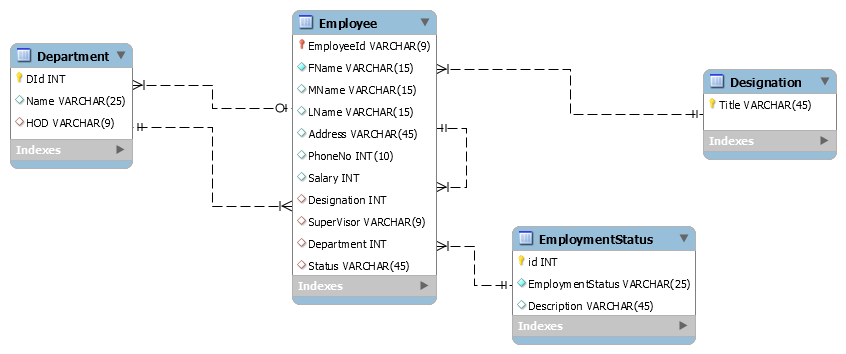 Department
DId INT
Name VARCHAR(25)
HOD VARCHAR(9)
Indexes
Employee
EmployeeId VARCHAR(9)
FName VARCHAR(15)
MName VARCHAR(15)
LName VARCHAR(15)
Address VARCHAR(45)
PhoneNo INT(10)
Salary INT
Designation INT
SuperVisor VARCHAR(9)
Department INT
Status VARCHAR(45)
Indexes
Designation
Title VARCHAR(45)
Indexes
EmploymentStatus
id INT
EmploymentStatus VARCHAR(25)
Description VARCHAR(45)
Indexes